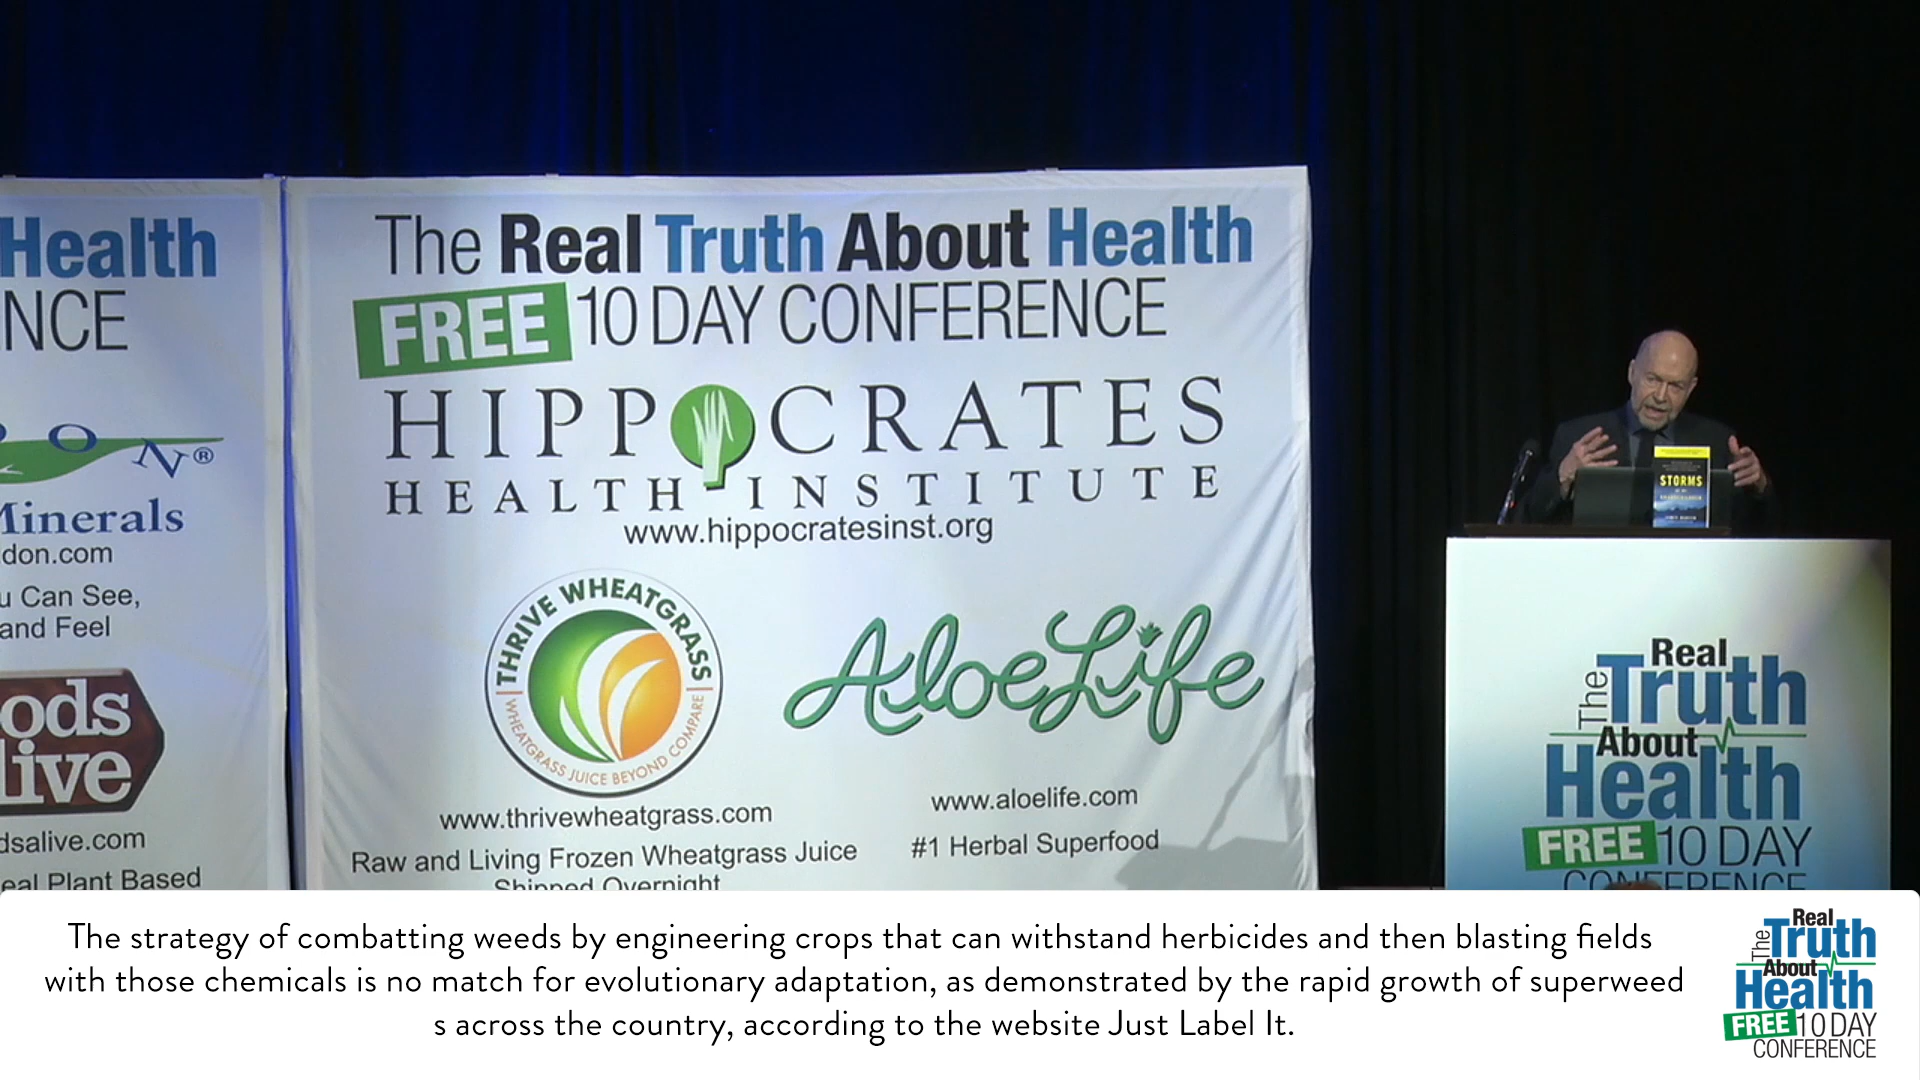 Health
NCE
The Real Truth About Health
FREE 10 DAY CONFERENCE
HIPPOCRATES
HEALTH INSTITUTE
www.hippocratesinst.org
ON
N®
Minerals
don.com
u Can See,
and Feel
ods
live
dsalive.com
eal Plant Based
THRIVE WHEATGRASS
WHEATGRASS JUICE BEYOND COMPARE
www.thrivewheatgrass.com
Raw and Living Frozen Wheatgrass Juice
Shipped Overnight
AloeLife
www.aloelife.com
#1 Herbal Superfood
STORMS
The Real
Truth
About
Health
FREE 10 DAY
CONFERENCE
The strategy of combatting weeds by engineering crops that can withstand herbicides and then blasting fields
with those chemicals is no match for evolutionary adaptation, as demonstrated by the rapid growth of superweed
s across the country, according to the website Just Label It.
The Real
Truth
About
Health
FREE 10 DAY
CONFERENCE